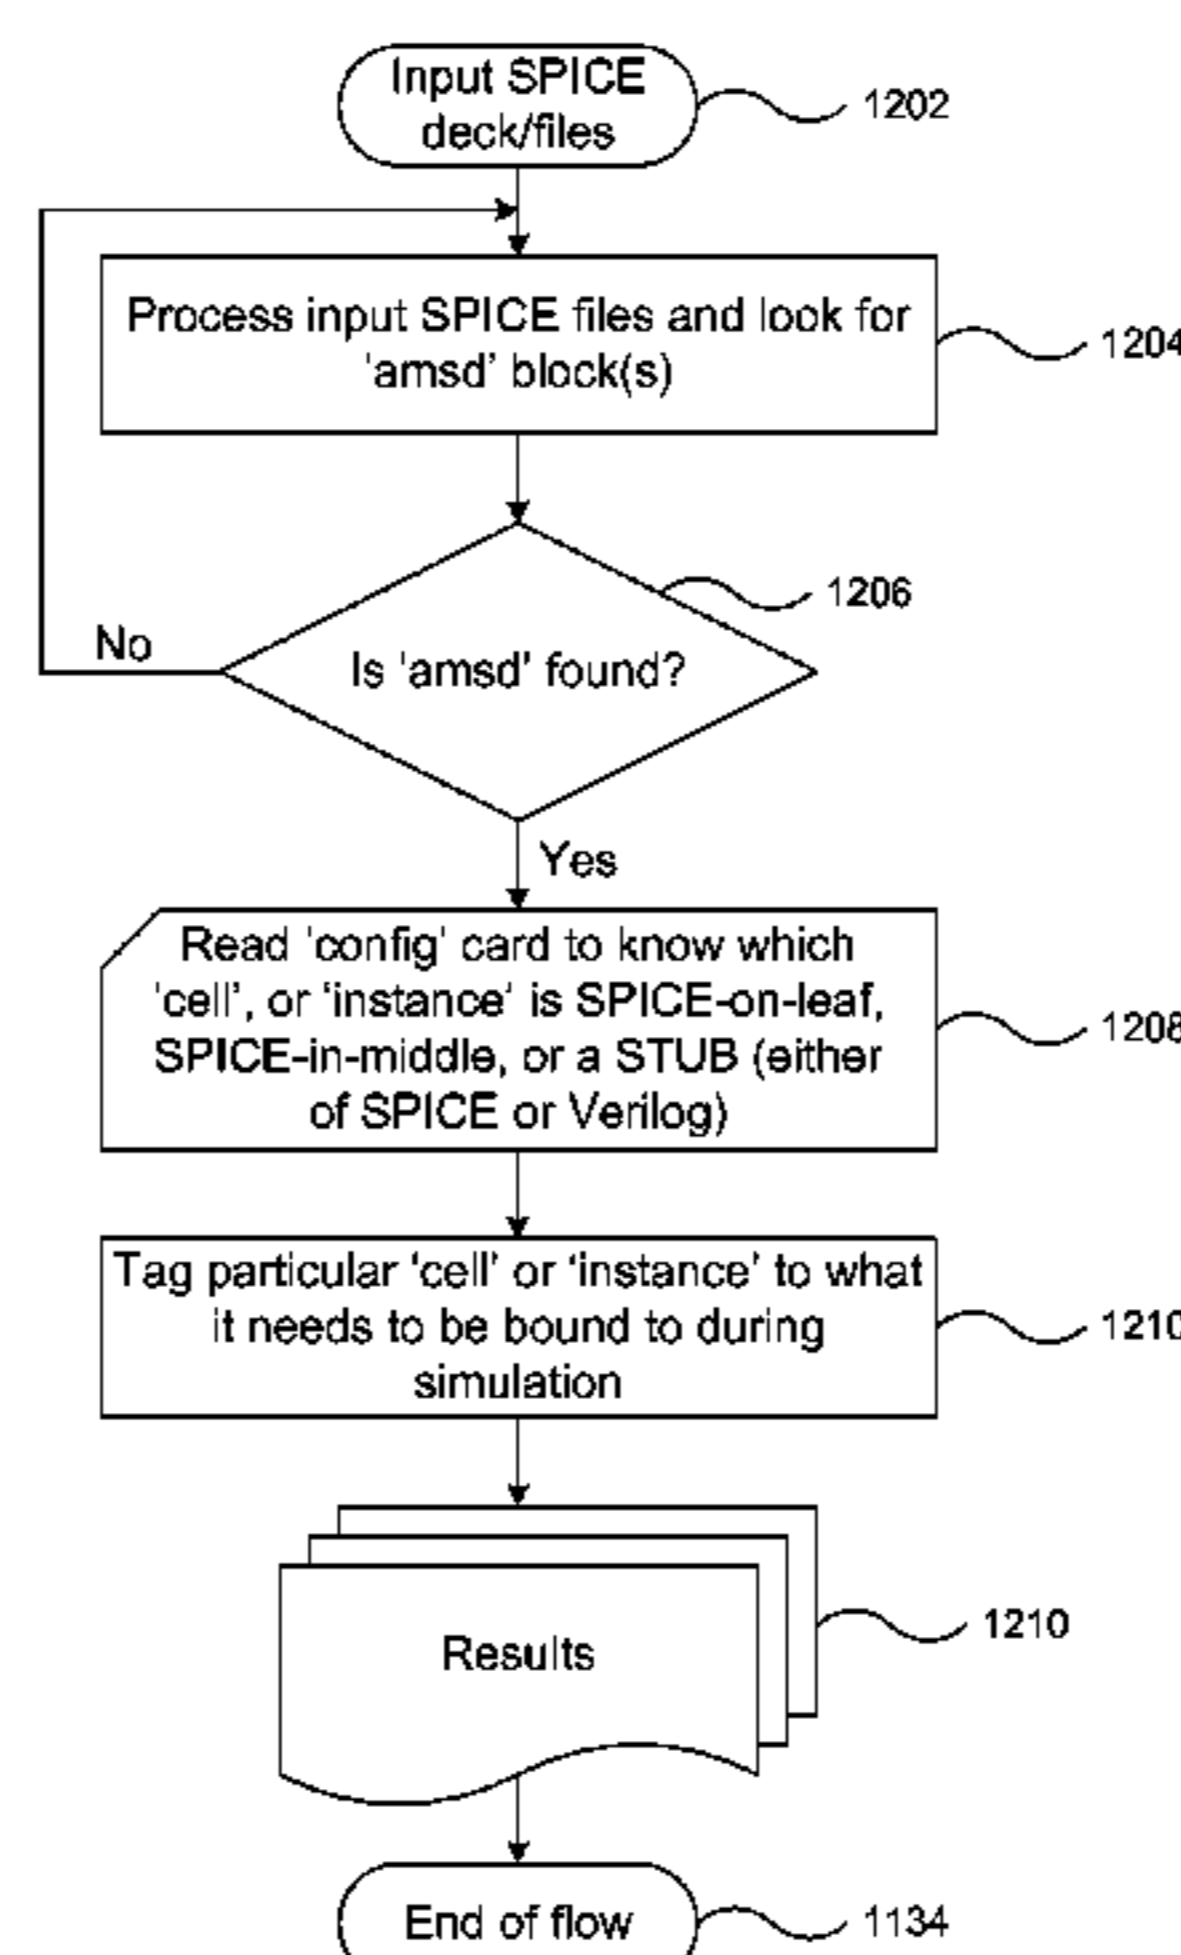 Input SPICE
deck/files
1202
Process input SPICE files and look for
'amsd' block(s)
1204
1206
No
Is 'amsd' found?
Yes
Read 'config' card to know which
'cell', or 'instance' is SPICE-on-leaf,
SPICE-in-middle, or a STUB (either
of SPICE or Verilog)
1208
Tag particular 'cell' or 'instance' to what
it needs to be bound to during
simulation
1210
Results
1210
End of flow
1134